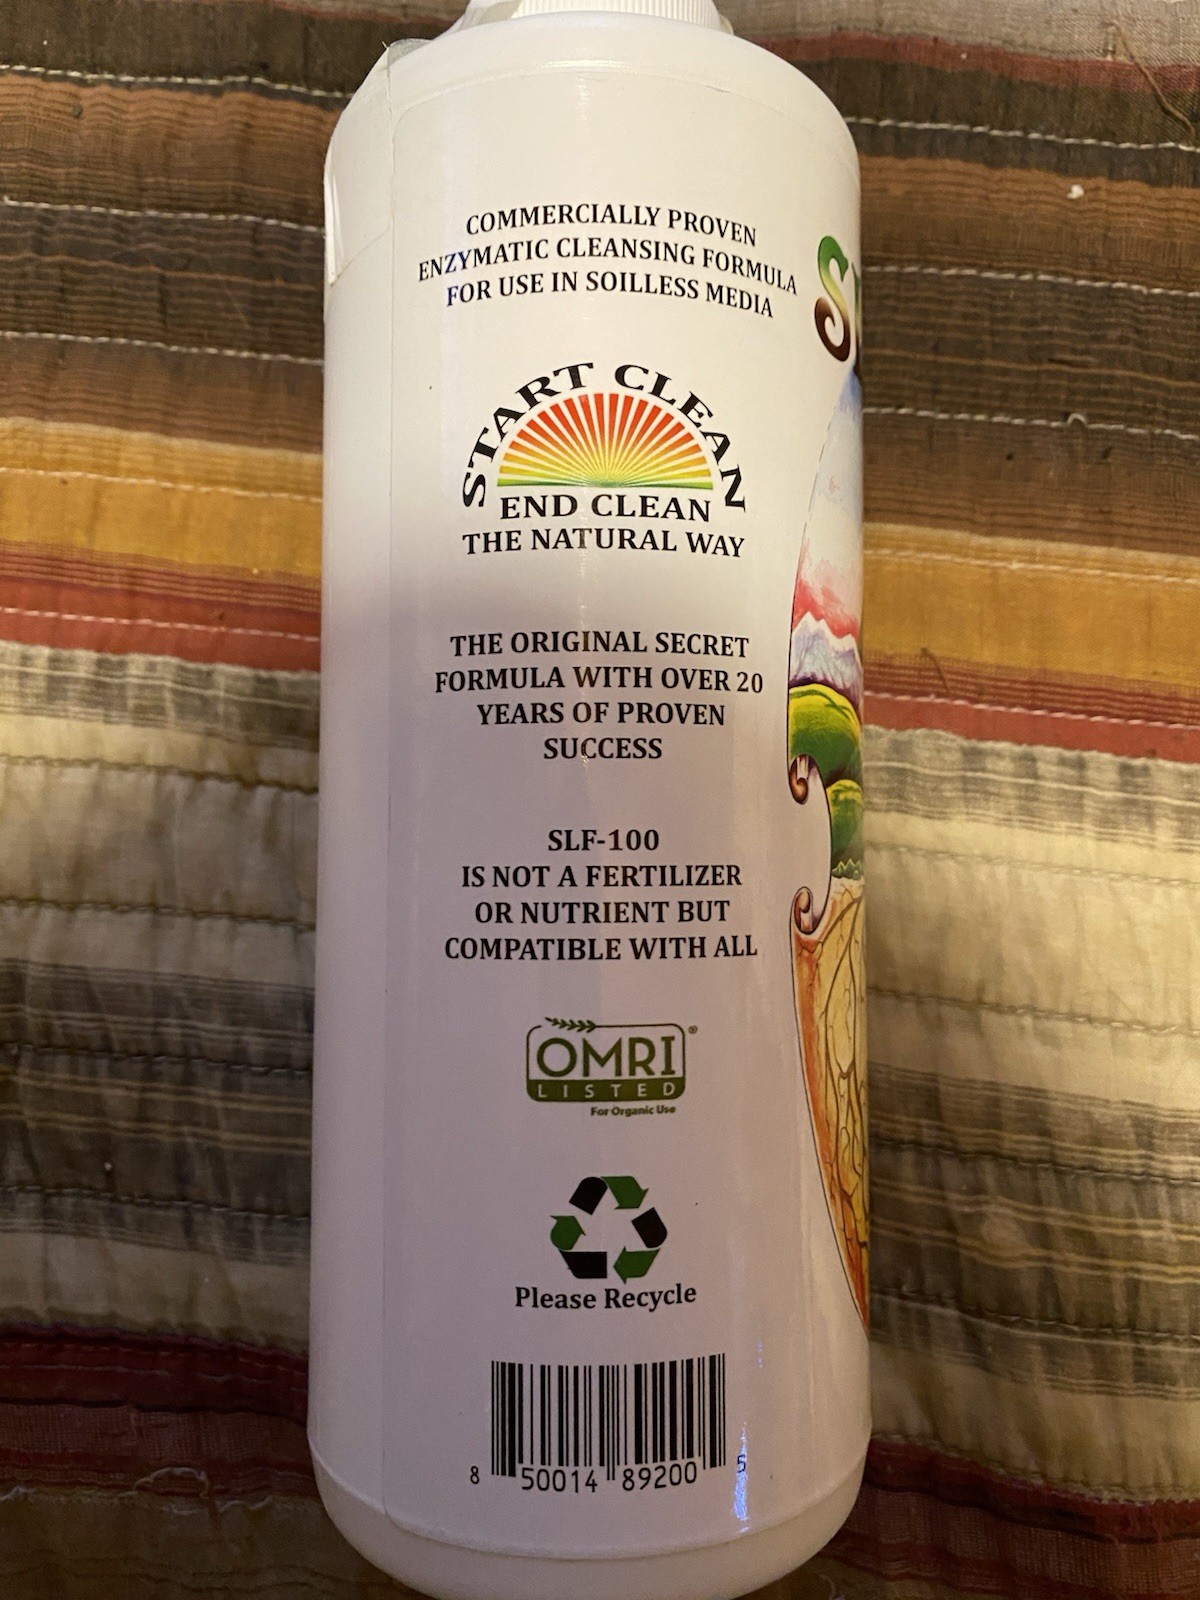 COMMERCIALLY PROVEN
ENZYMATIC CLEANSING FORMULA
FOR USE IN SOILLESS MEDIA
START CLEAN
END CLEAN
THE NATURAL WAY
THE ORIGINAL SECRET
FORMULA WITH OVER 20
YEARS OF PROVEN
SUCCESS
SLF-100
IS NOT A FERTILIZER
OR NUTRIENT BUT
COMPATIBLE WITH ALL
OMRI®
LISTED
For Organic Use
Please Recycle
8 50014 89200 5